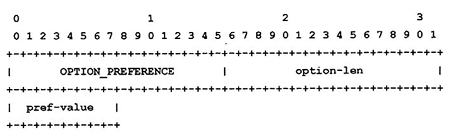 0 1 2 3
0 1 2 3 4 5 6 7 8 9 0 1 2 3 4 5 6 7 8 9 0 1 2 3 4 5 6 7 8 9 0 1
+-+-+-+-+-+-+-+-+-+-+-+-+-+-+-+-+-+-+-+-+-+-+-+-+-+-+-+-+-+-+-+-+
| OPTION_PREFERENCE | option-len |
+-+-+-+-+-+-+-+-+-+-+-+-+-+-+-+-+-+-+-+-+-+-+-+-+-+-+-+-+-+-+-+-+
| pref-value |
+-+-+-+-+-+-+-+-+